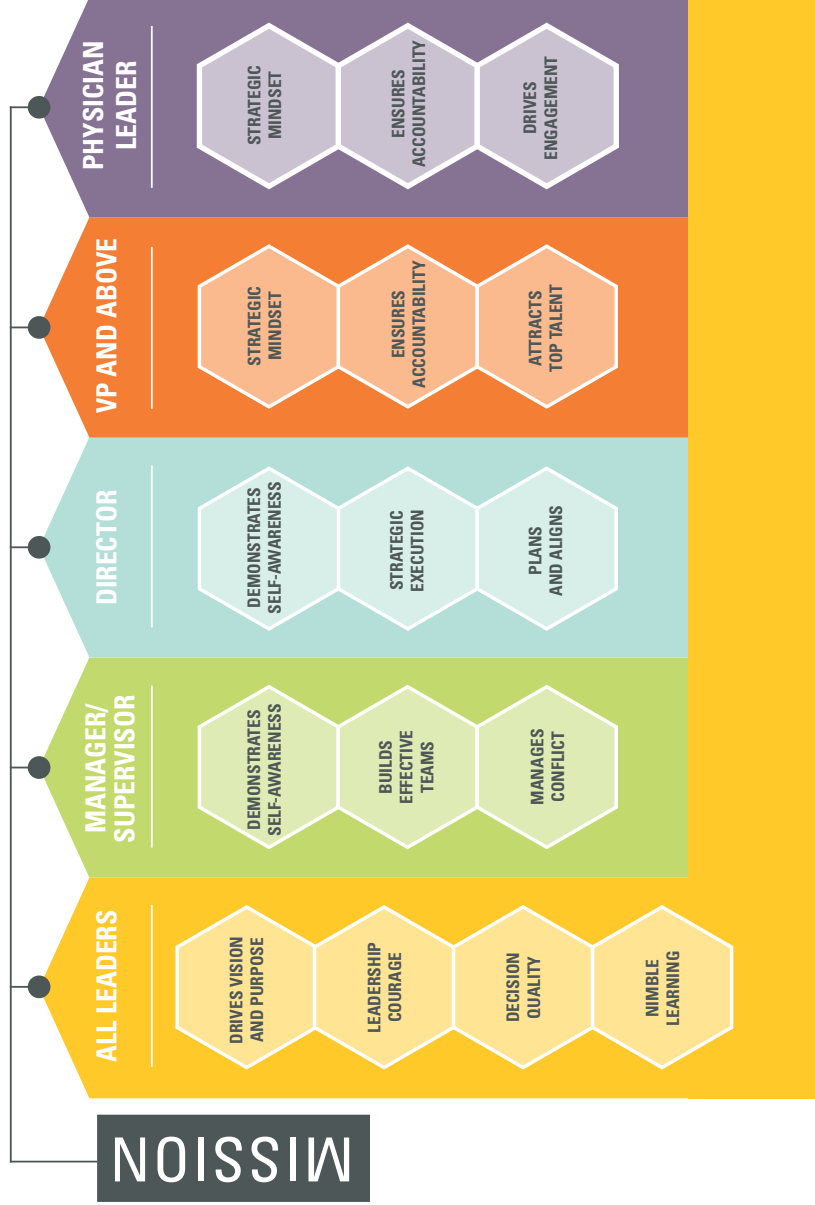 MISSION
ALL LEADERS
DRIVES VISION
AND PURPOSE
LEADERSHIP
COURAGE
DECISION
QUALITY
NIMBLE
LEARNING
MANAGER/
SUPERVISOR
DEMONSTRATES
SELF-AWARENESS
BUILDS
EFFECTIVE
TEAMS
MANAGES
CONFLICT
DIRECTOR
DEMONSTRATES
SELF-AWARENESS
STRATEGIC
EXECUTION
PLANS
AND ALIGNS
VP AND ABOVE
STRATEGIC
MINDSET
ENSURES
ACCOUNTABILITY
ATTRACTS
TOP TALENT
PHYSICIAN
LEADER
STRATEGIC
MINDSET
ENSURES
ACCOUNTABILITY
DRIVES
ENGAGEMENT